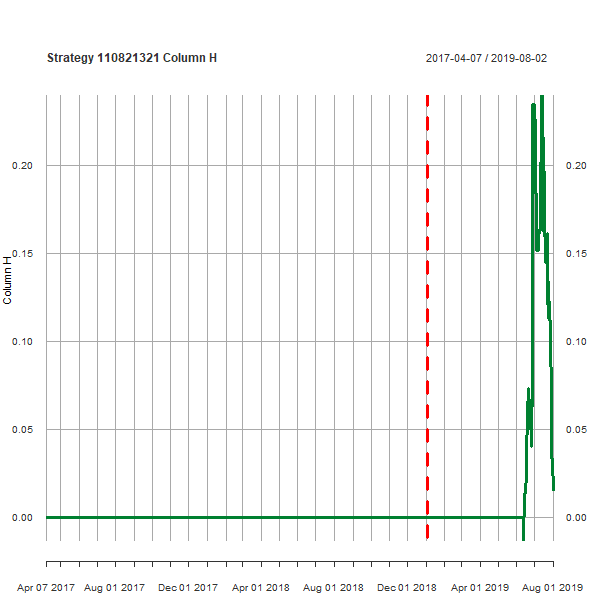 Strategy 110821321 Column H
2017-04-07 / 2019-08-02
0.20 0.20
0.15 0.15
Column H
0.10 0.10
0.05 0.05
0.00 0.00
Apr 07 2017 Aug 01 2017 Dec 01 2017 Apr 01 2018 Aug 01 2018 Dec 01 2018 Apr 01 2019 Aug 01 2019